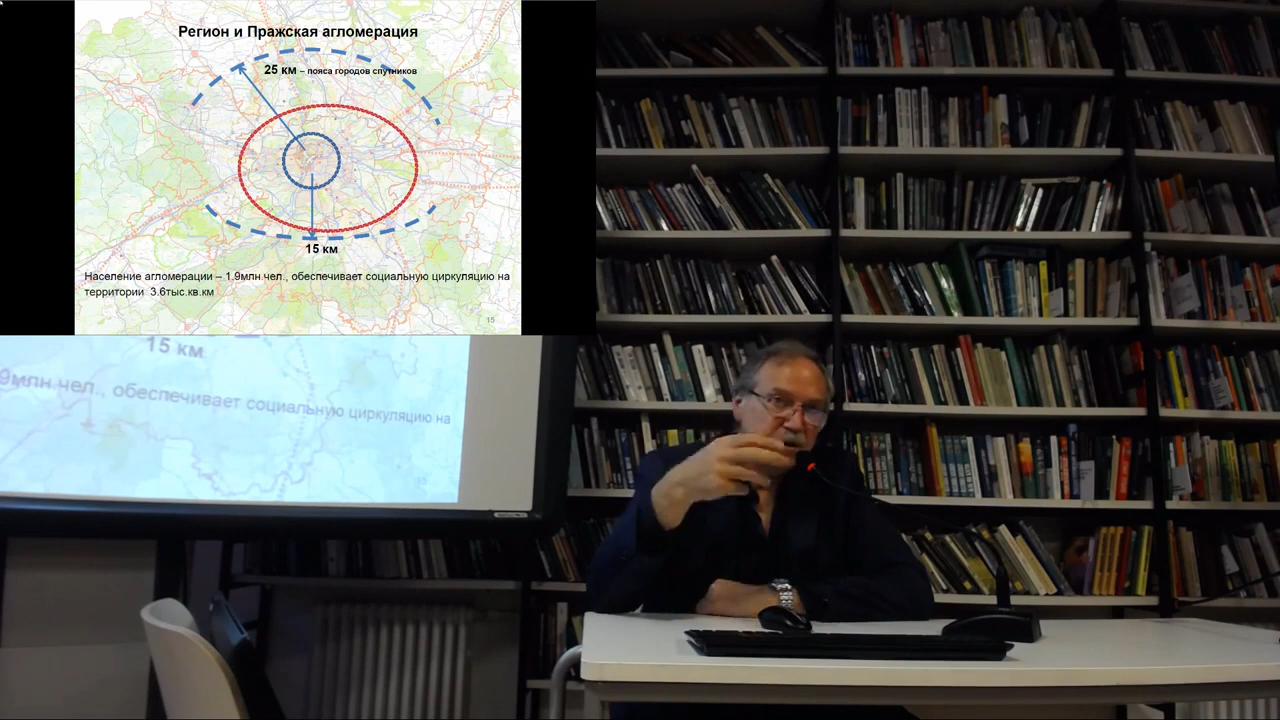 Регион и Пражская агломерация
25 км – пояса городов спутников
15 км
Население агломерации – 1.9млн.чел., обеспечивает социальную циркуляцию на
территории 3.6тыс.кв.км
15
15 км
9млн чел., обеспечивает социальную циркуляцию на